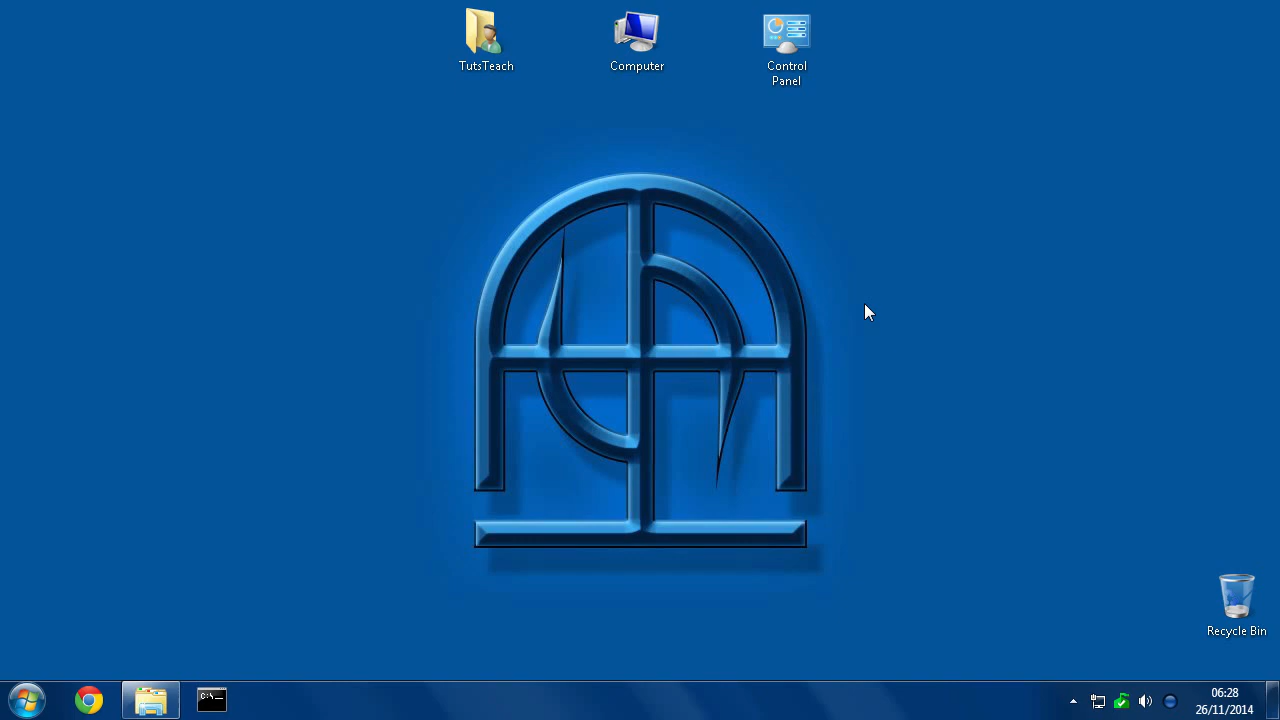 TutsTeach
Computer
Control
Panel
Recycle Bin
C:\_
06:28
26/11/2014